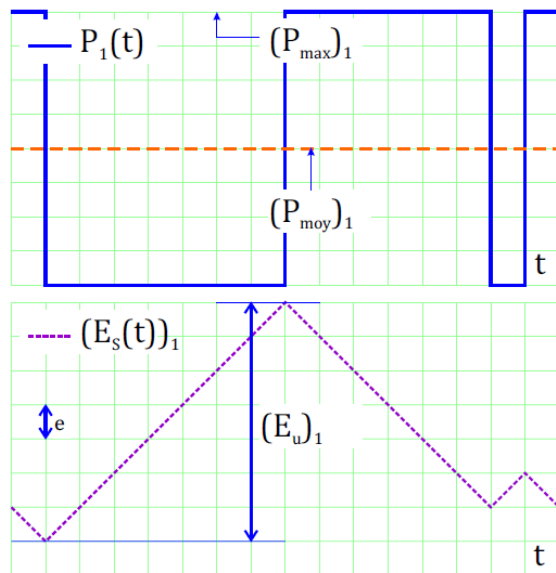 P₁(t)
(Pmax)₁
(Pmoy)₁
t
(Eₛ(t))₁
e
(Eᵤ)₁
t